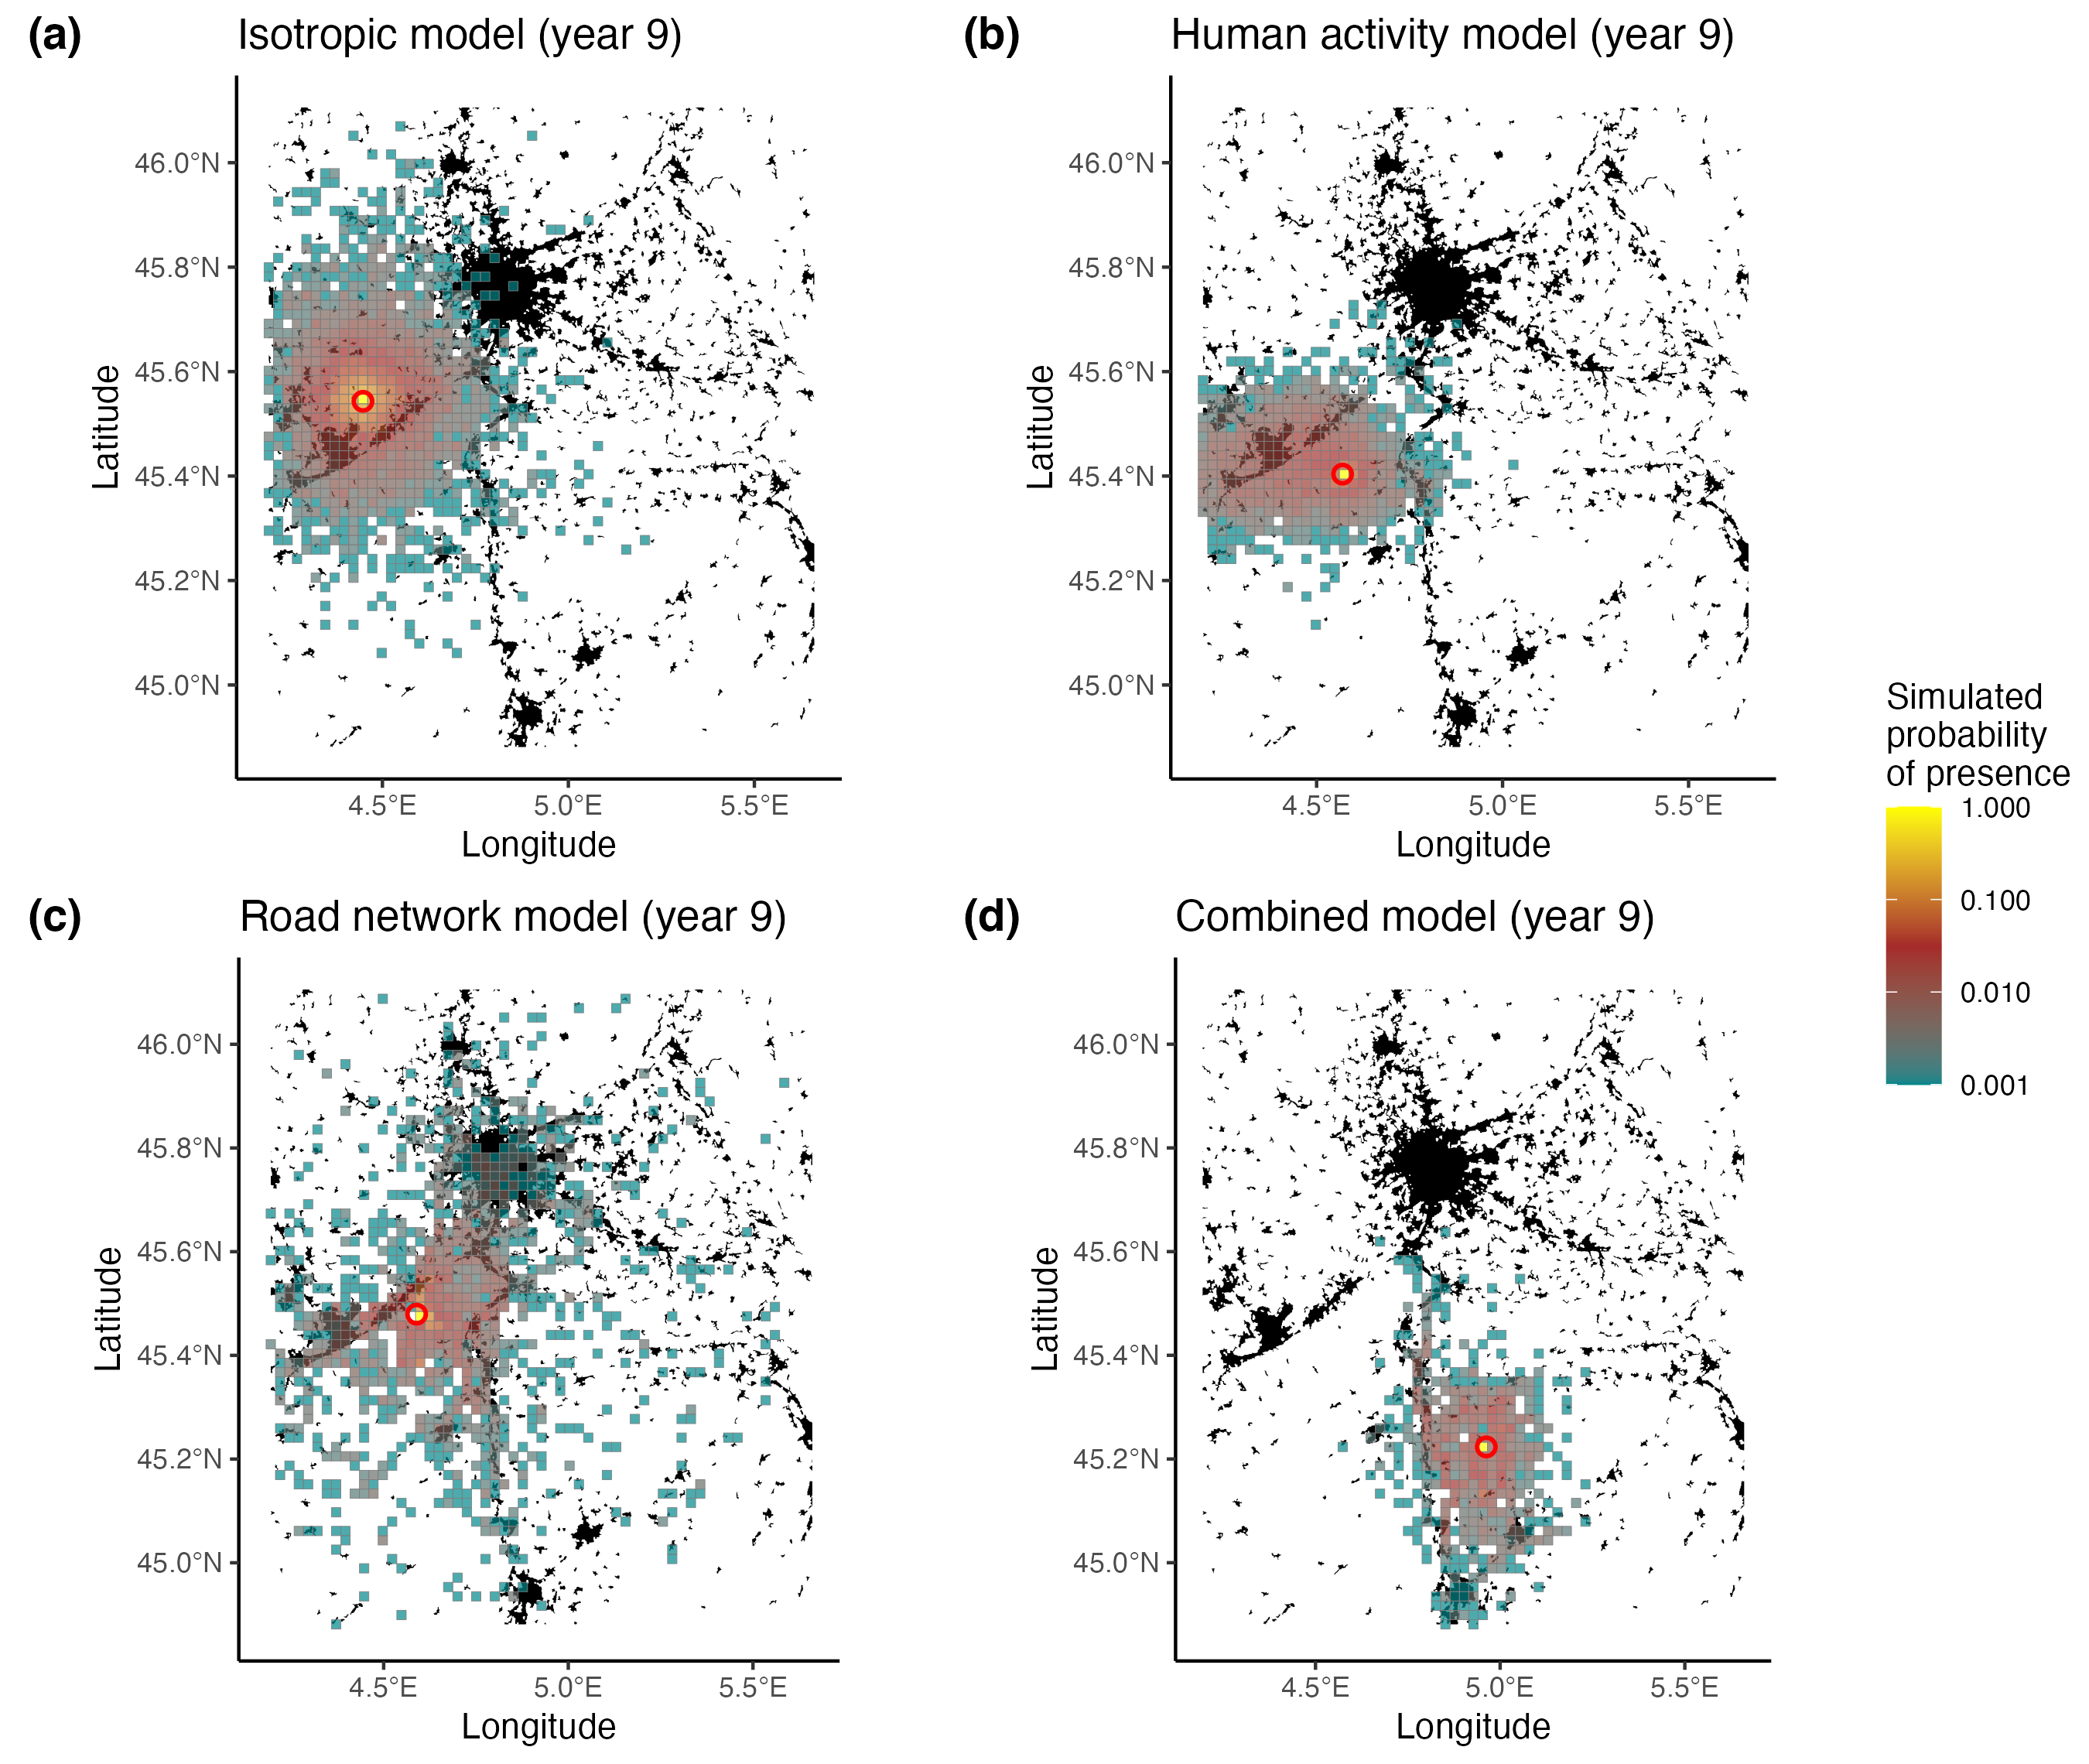 (a) Isotropic model (year 9)
46.0°N
45.8°N
45.6°N
45.4°N
45.2°N
45.0°N
Latitude
4.5°E 5.0°E 5.5°E
Longitude
(b) Human activity model (year 9)
46.0°N
45.8°N
45.6°N
45.4°N
45.2°N
45.0°N
Latitude
4.5°E 5.0°E 5.5°E
Longitude
Simulated
probability
of presence
1.000
0.100
0.010
0.001
(c) Road network model (year 9)
46.0°N
45.8°N
45.6°N
45.4°N
45.2°N
45.0°N
Latitude
4.5°E 5.0°E 5.5°E
Longitude
(d) Combined model (year 9)
46.0°N
45.8°N
45.6°N
45.4°N
45.2°N
45.0°N
Latitude
4.5°E 5.0°E 5.5°E
Longitude